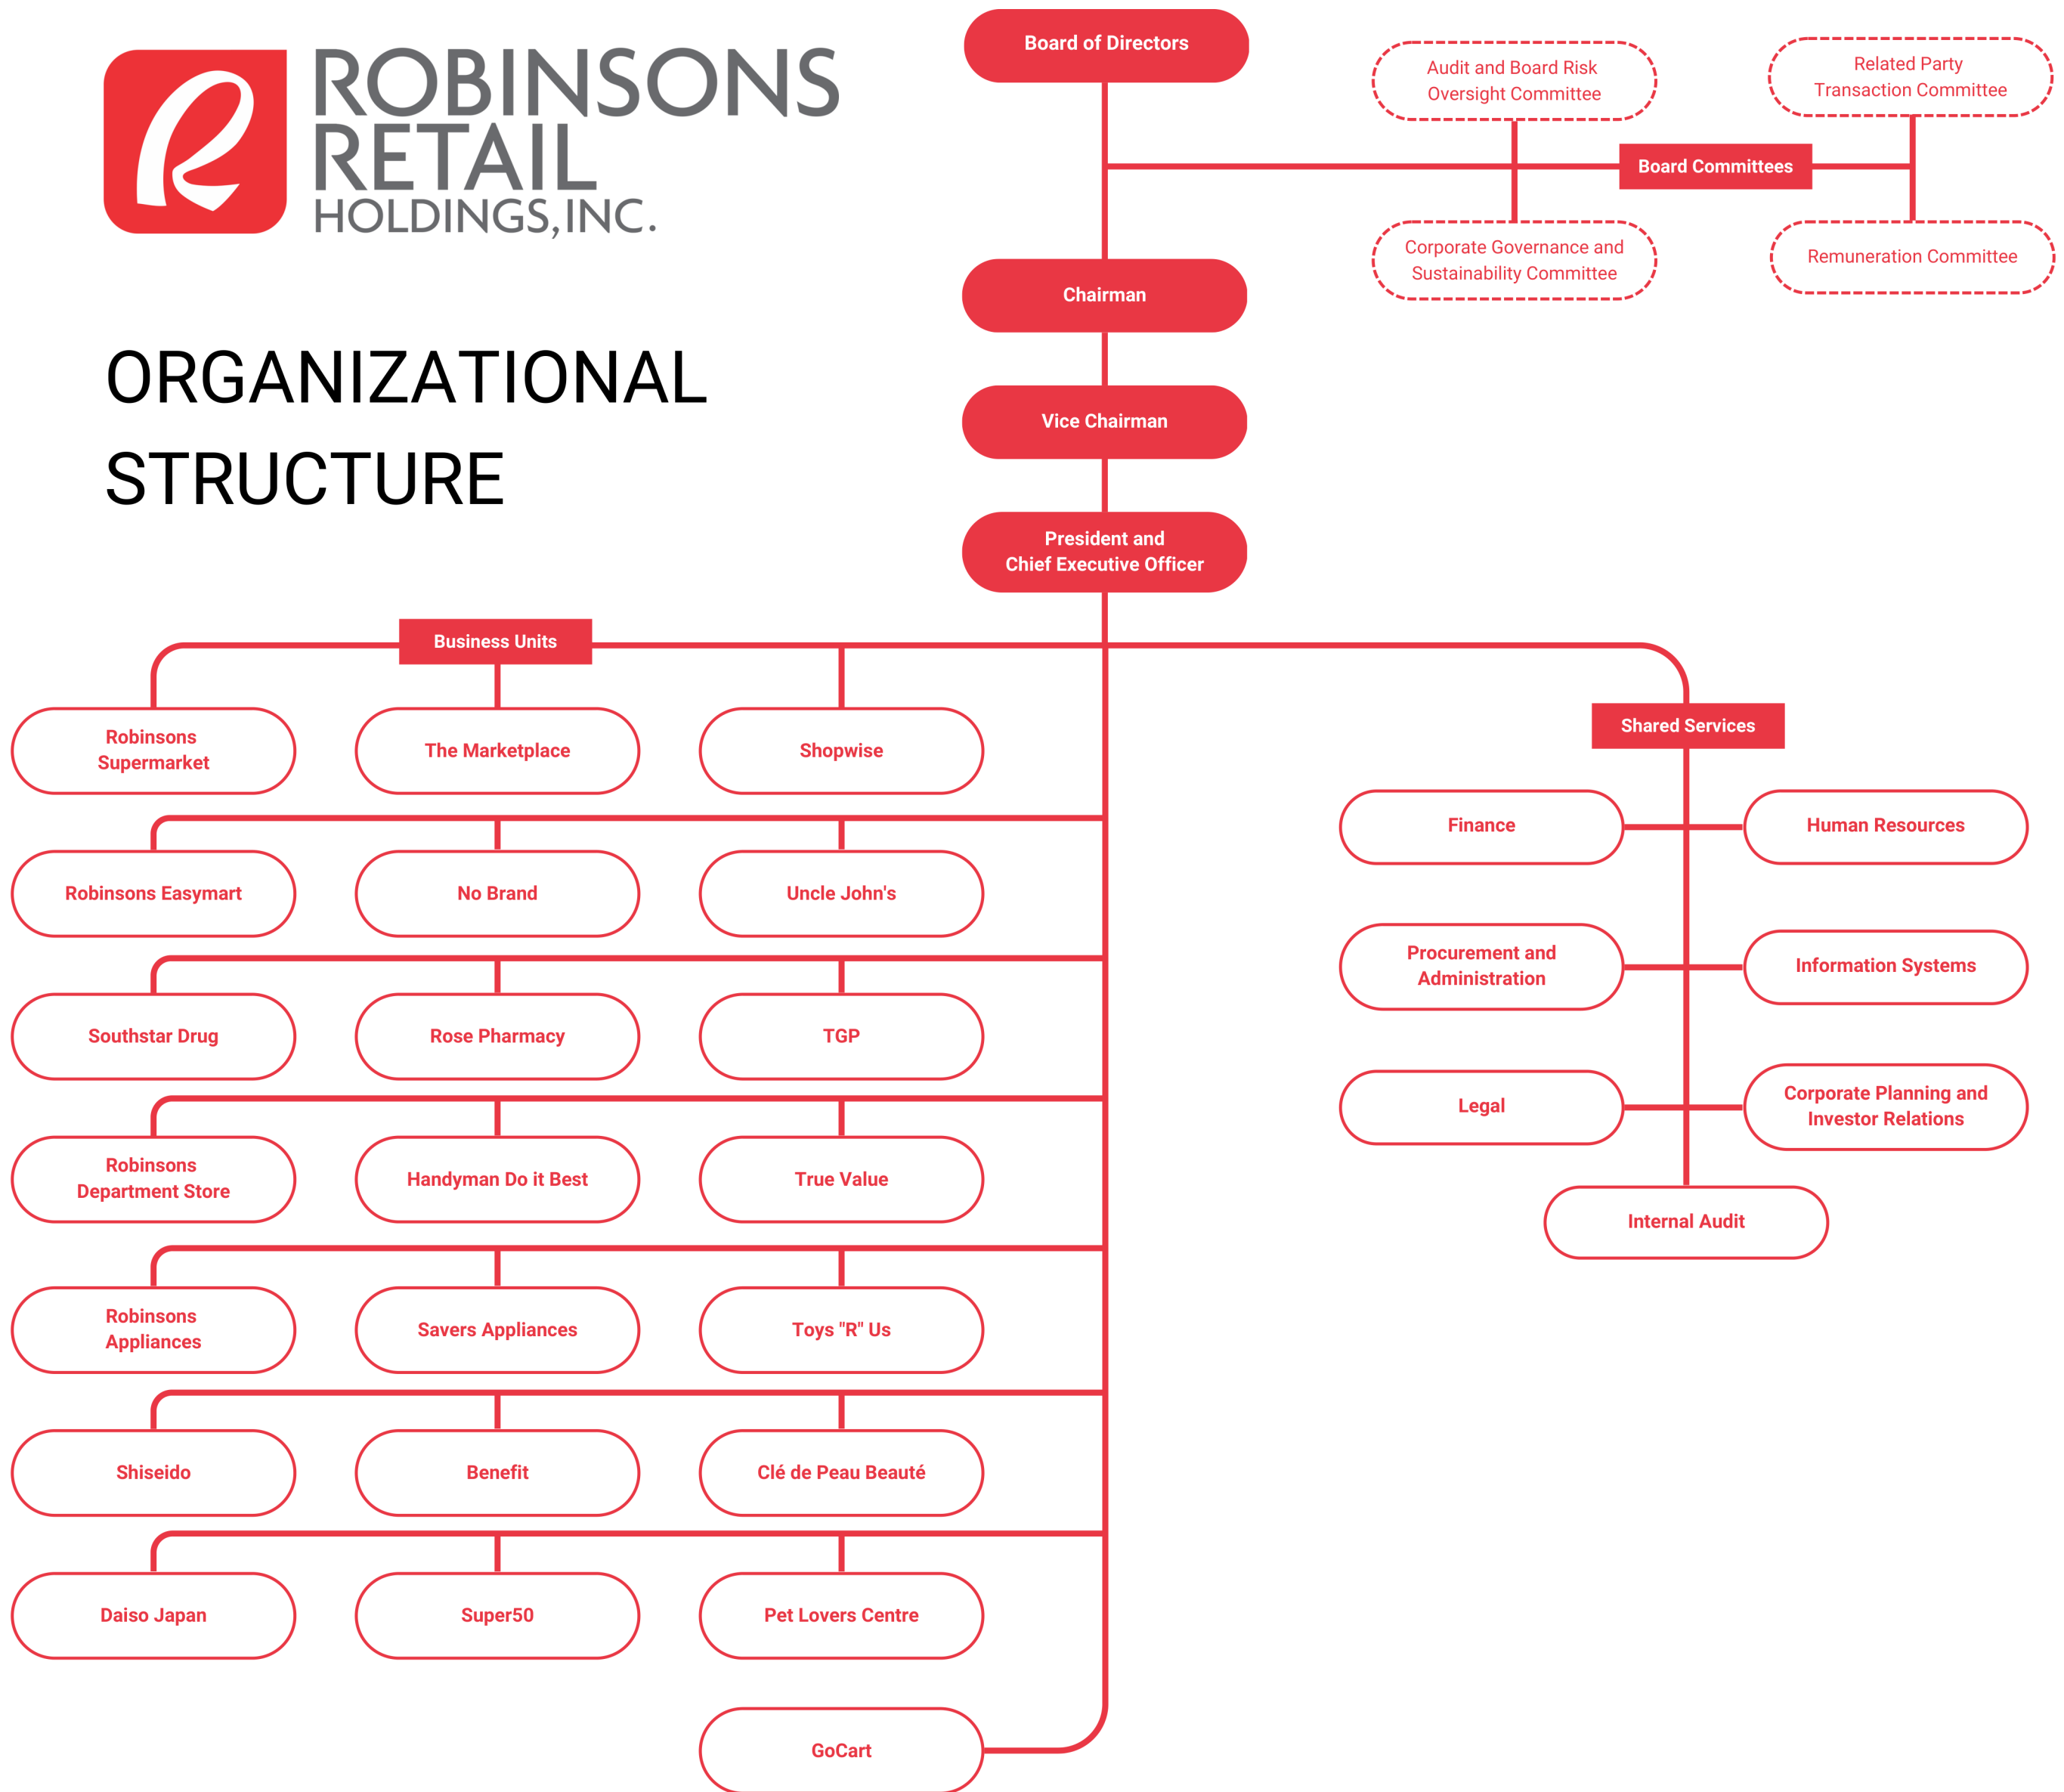 ROBINSONS
RETAIL
HOLDINGS, INC.
ORGANIZATIONAL
STRUCTURE
Board of Directors
Audit and Board Risk
Oversight Committee
Related Party
Transaction Committee
Board Committees
Corporate Governance and
Sustainability Committee
Remuneration Committee
Chairman
Vice Chairman
President and
Chief Executive Officer
Business Units
Robinsons
Supermarket
The Marketplace
Shopwise
Robinsons Easymart
No Brand
Uncle John's
Southstar Drug
Rose Pharmacy
TGP
Robinsons
Department Store
Handyman Do it Best
True Value
Robinsons
Appliances
Savers Appliances
Toys "R" Us
Shiseido
Benefit
Clé de Peau Beauté
Daiso Japan
Super50
Pet Lovers Centre
GoCart
Shared Services
Finance
Human Resources
Procurement and
Administration
Information Systems
Legal
Corporate Planning and
Investor Relations
Internal Audit